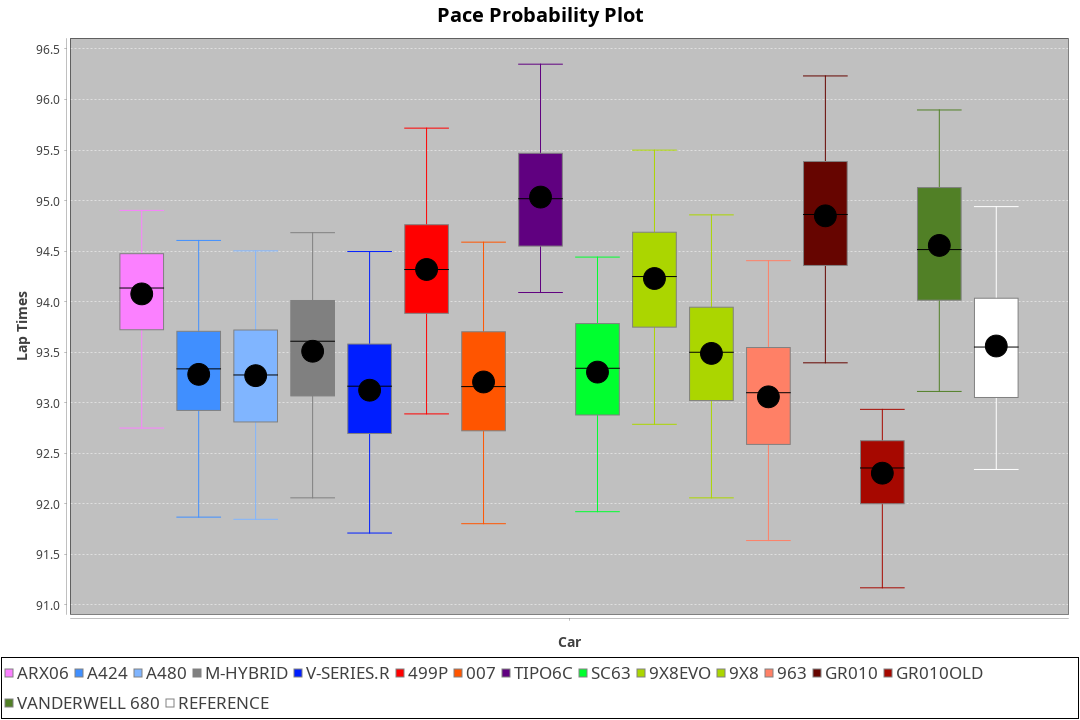 Pace Probability Plot
96.5
96.0
95.5
95.0
94.5
94.0
93.5
93.0
92.5
92.0
91.5
91.0
Lap Times
Car
ARX06 A424 A480 M-HYBRID V-SERIES.R 499P 007 TIPO6C SC63 9X8EVO 9X8 963 GR010 GR010OLD
VANDERWELL 680 REFERENCE